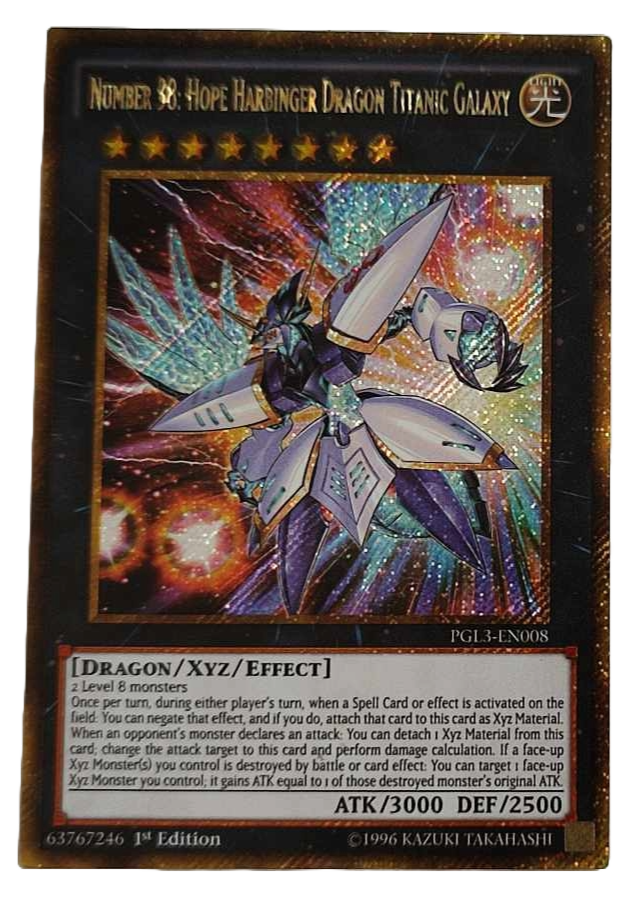 Number 38: Hope Harbinger Dragon Titanic Galaxy
LIGHT
光
PGL3-EN008
[Dragon/Xyz/Effect]
2 Level 8 monsters
Once per turn, during either player's turn, when a Spell Card or effect is activated on the
field: You can negate that effect, and if you do, attach that card to this card as Xyz Material.
When an opponent's monster declares an attack: You can detach 1 Xyz Material from this
card; change the attack target to this card and perform damage calculation. If a face-up
Xyz Monster(s) you control is destroyed by battle or card effect: You can target 1 face-up
Xyz Monster you control; it gains ATK equal to 1 of those destroyed monster's original ATK.
ATK/3000 DEF/2500
63767246 1st Edition ©1996 KAZUKI TAKAHASHI